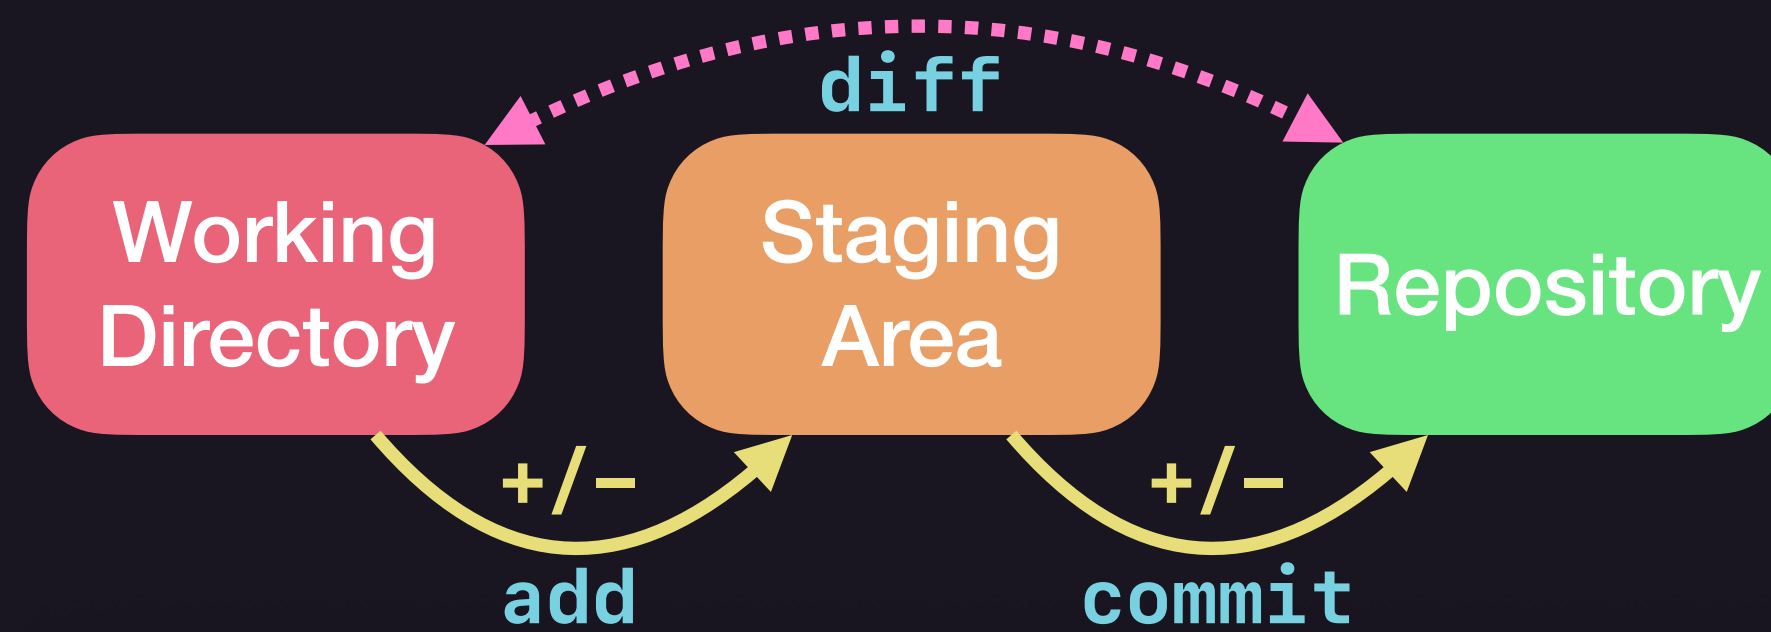 diff
Working
Directory
Staging
Area
Repository
+/−
+/−
add
commit